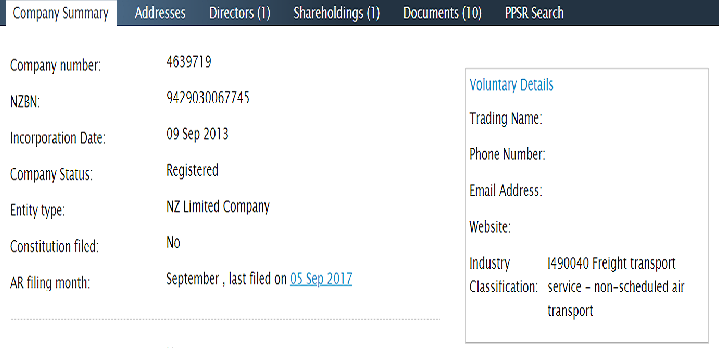 Company Summary Addresses Directors (1) Shareholdings (1) Documents (10) PPSR Search
Company number: 4639719
NZBN: 9429030067745
Incorporation Date: 09 Sep 2013
Company Status: Registered
Entity type: NZ Limited Company
Constitution filed: No
AR filing month: September , last filed on 05 Sep 2017
Voluntary Details
Trading Name:
Phone Number:
Email Address:
Website:
Industry I490040 Freight transport
Classification: service - non-scheduled air
transport